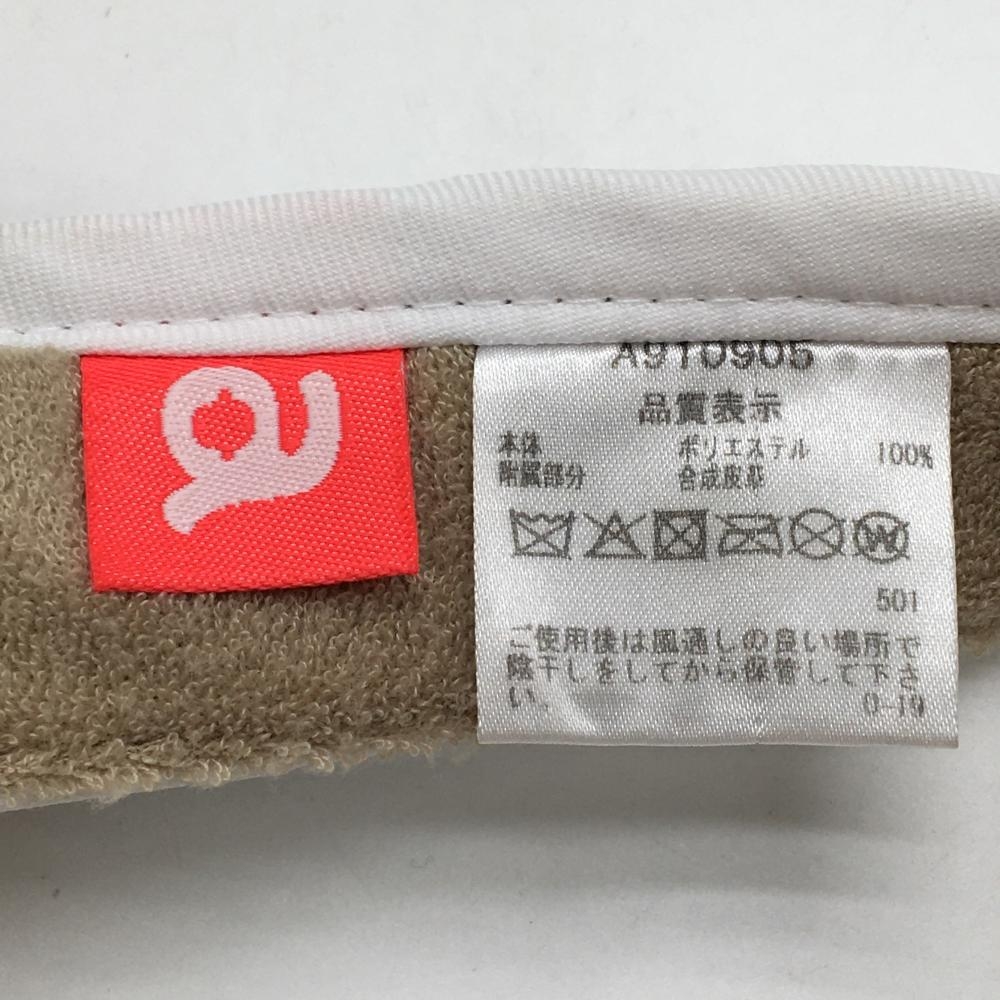 A910905
品質表示
本体 ポリエステル 100%
附属部分 合成皮革
W
501
ご使用後は風通しの良い場所で
陰干しをしてから保管して下さ
い。 0-19